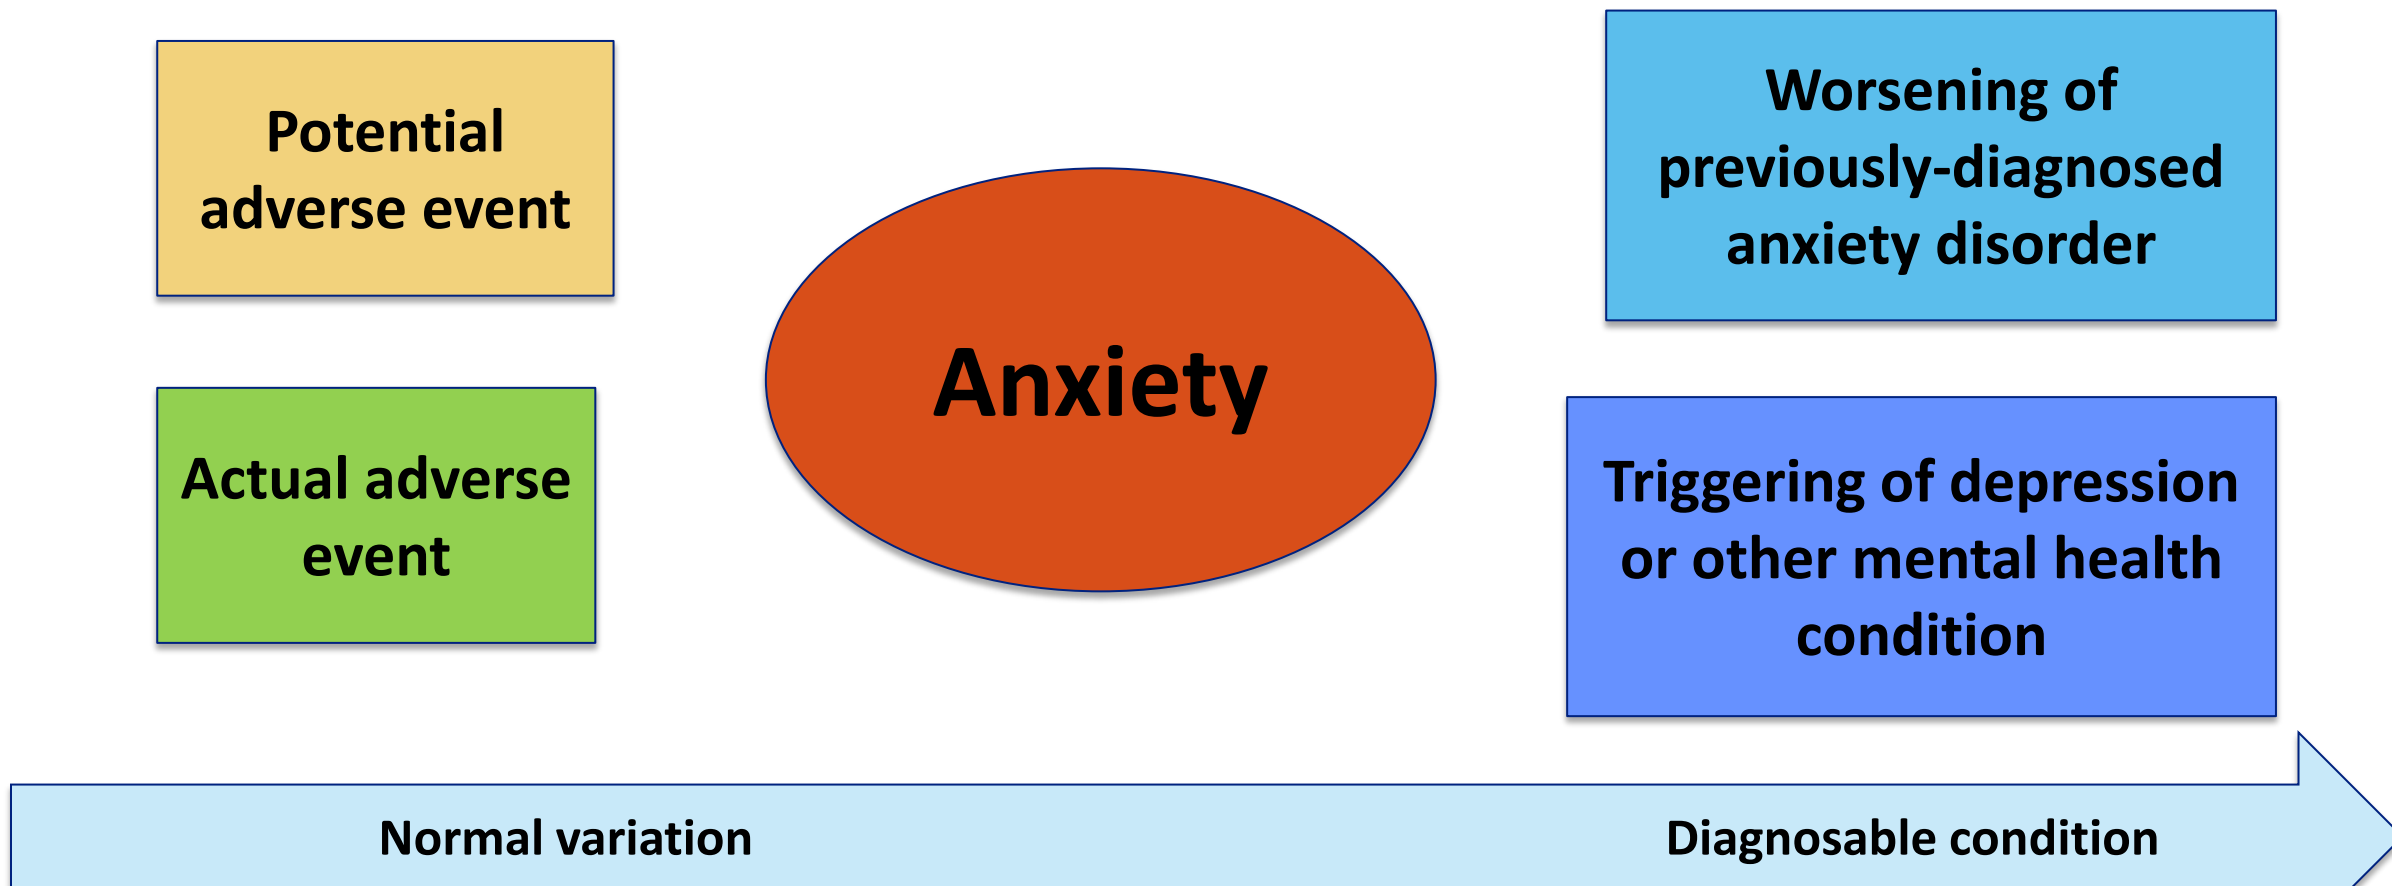 Potential
adverse event
Actual adverse
event
Anxiety
Worsening of
previously-diagnosed
anxiety disorder
Triggering of depression
or other mental health
condition
Normal variation
Diagnosable condition